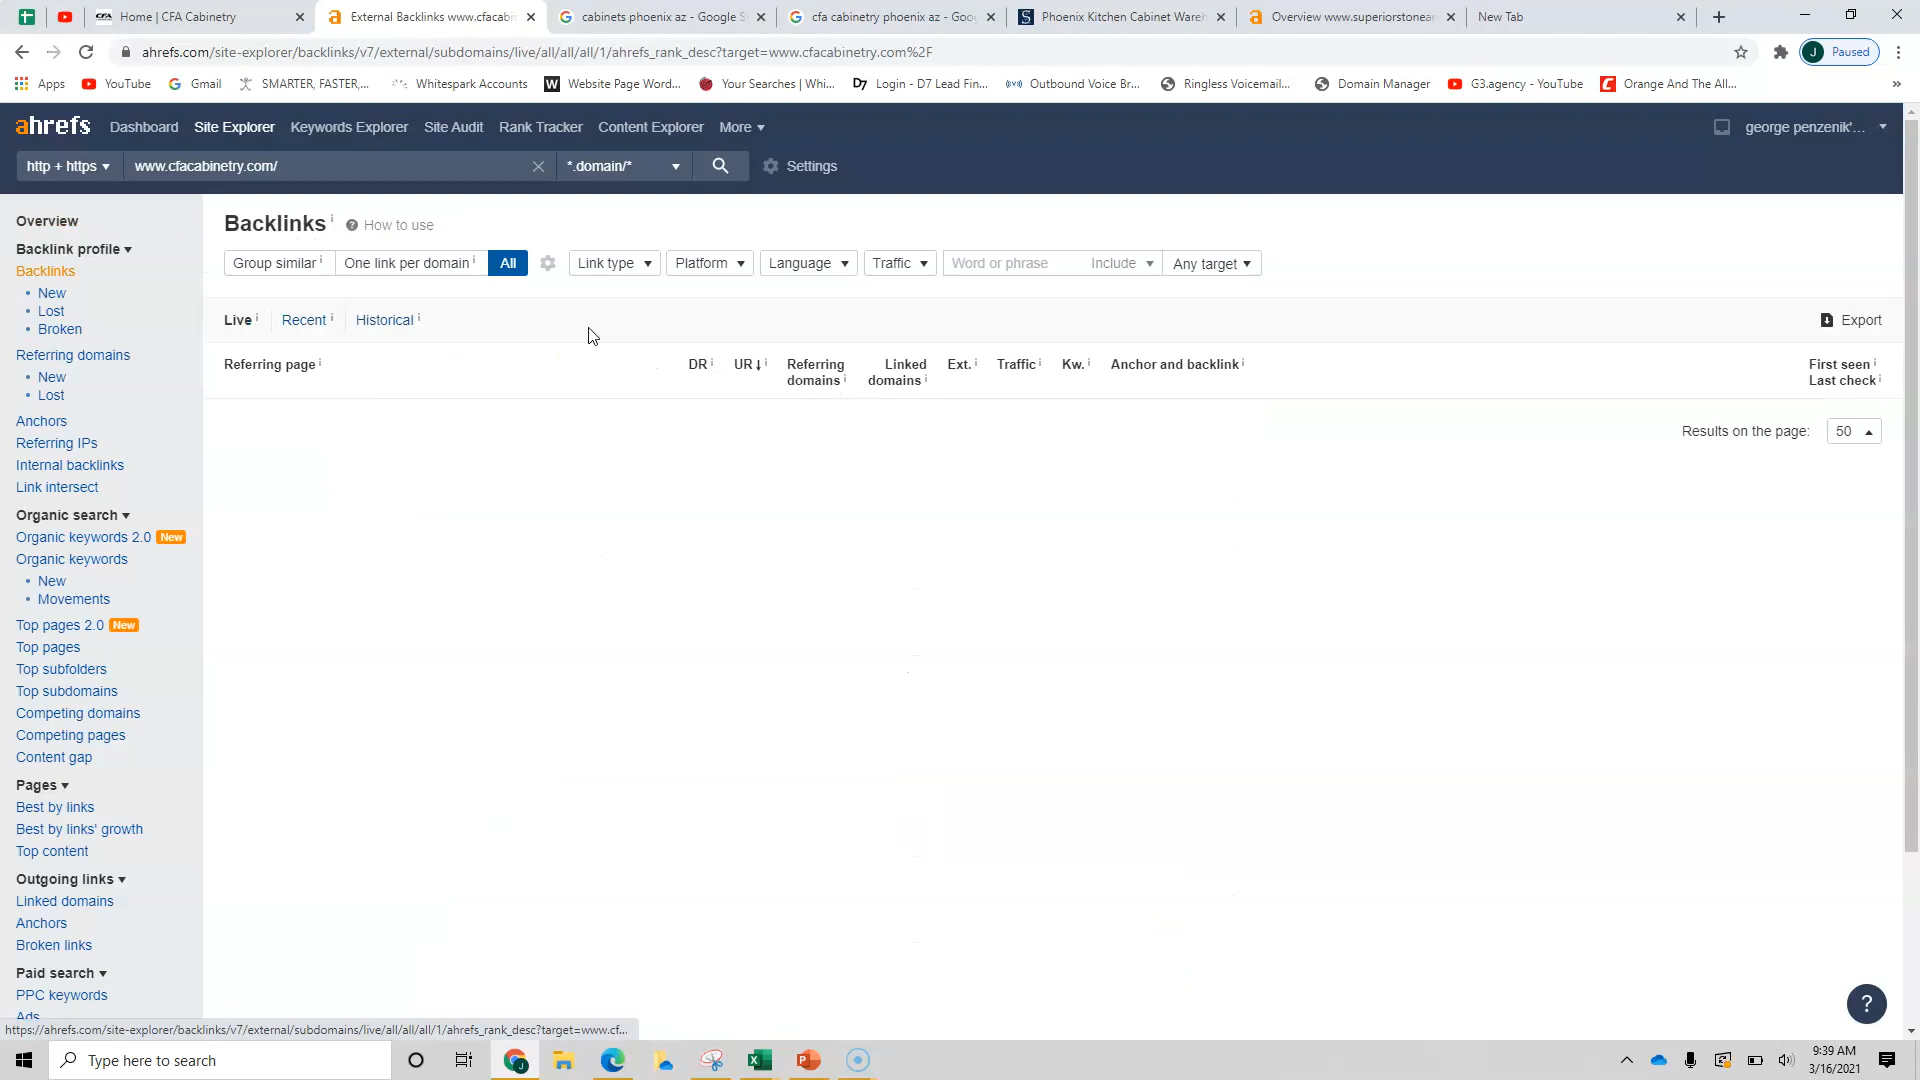 Home | CFA Cabinetry
External Backlinks www.cfacabin
cabinets phoenix az - Google S
cfa cabinetry phoenix az - Goo
Phoenix Kitchen Cabinet Ware
Overview www.superiorstonear
New Tab
ahrefs.com/site-explorer/backlinks/v7/external/subdomains/live/all/all/all/1/ahrefs_rank_desc?target=www.cfacabinetry.com%2F
J Paused
Apps
YouTube
Gmail
SMARTER, FASTER,...
Whitespark Accounts
W Website Page Word...
Your Searches | Whi...
D7 Login - D7 Lead Fin...
Outbound Voice Br...
Ringless Voicemail...
Domain Manager
G3.agency - YouTube
Orange And The All...
ahrefs Dashboard Site Explorer Keywords Explorer Site Audit Rank Tracker Content Explorer More george penzenik'...
http + https www.cfacabinetry.com/ *.domain/* Settings
Overview
Backlink profile
Backlinks
• New
• Lost
• Broken
Referring domains
• New
• Lost
Anchors
Referring IPs
Internal backlinks
Link intersect
Organic search
Organic keywords 2.0 New
Organic keywords
• New
• Movements
Top pages 2.0 New
Top pages
Top subfolders
Top subdomains
Competing domains
Competing pages
Content gap
Pages
Best by links
Best by links' growth
Top content
Outgoing links
Linked domains
Anchors
Broken links
Paid search
PPC keywords
Ads
Backlinks How to use
Group similar One link per domain All Link type Platform Language Traffic Word or phrase Include Any target
Live Recent Historical Export
Referring page DR UR Referring domains Linked domains Ext. Traffic Kw. Anchor and backlink First seen Last check
Results on the page: 50
?
https://ahrefs.com/site-explorer/backlinks/v7/external/subdomains/live/all/all/all/1/ahrefs_rank_desc?target=www.cf...
Type here to search
9:39 AM
3/16/2021